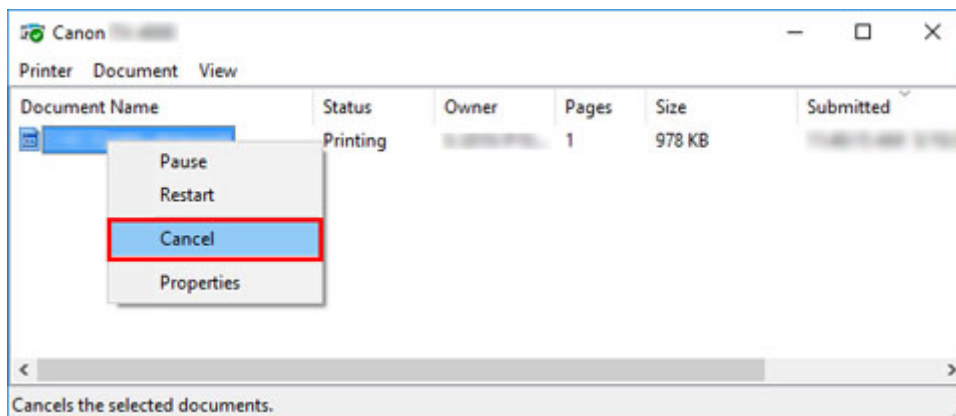 Canon
Printer Document View
Document Name Status Owner Pages Size Submitted
Printing 1 978 KB
Pause
Restart
Cancel
Properties
Cancels the selected documents.